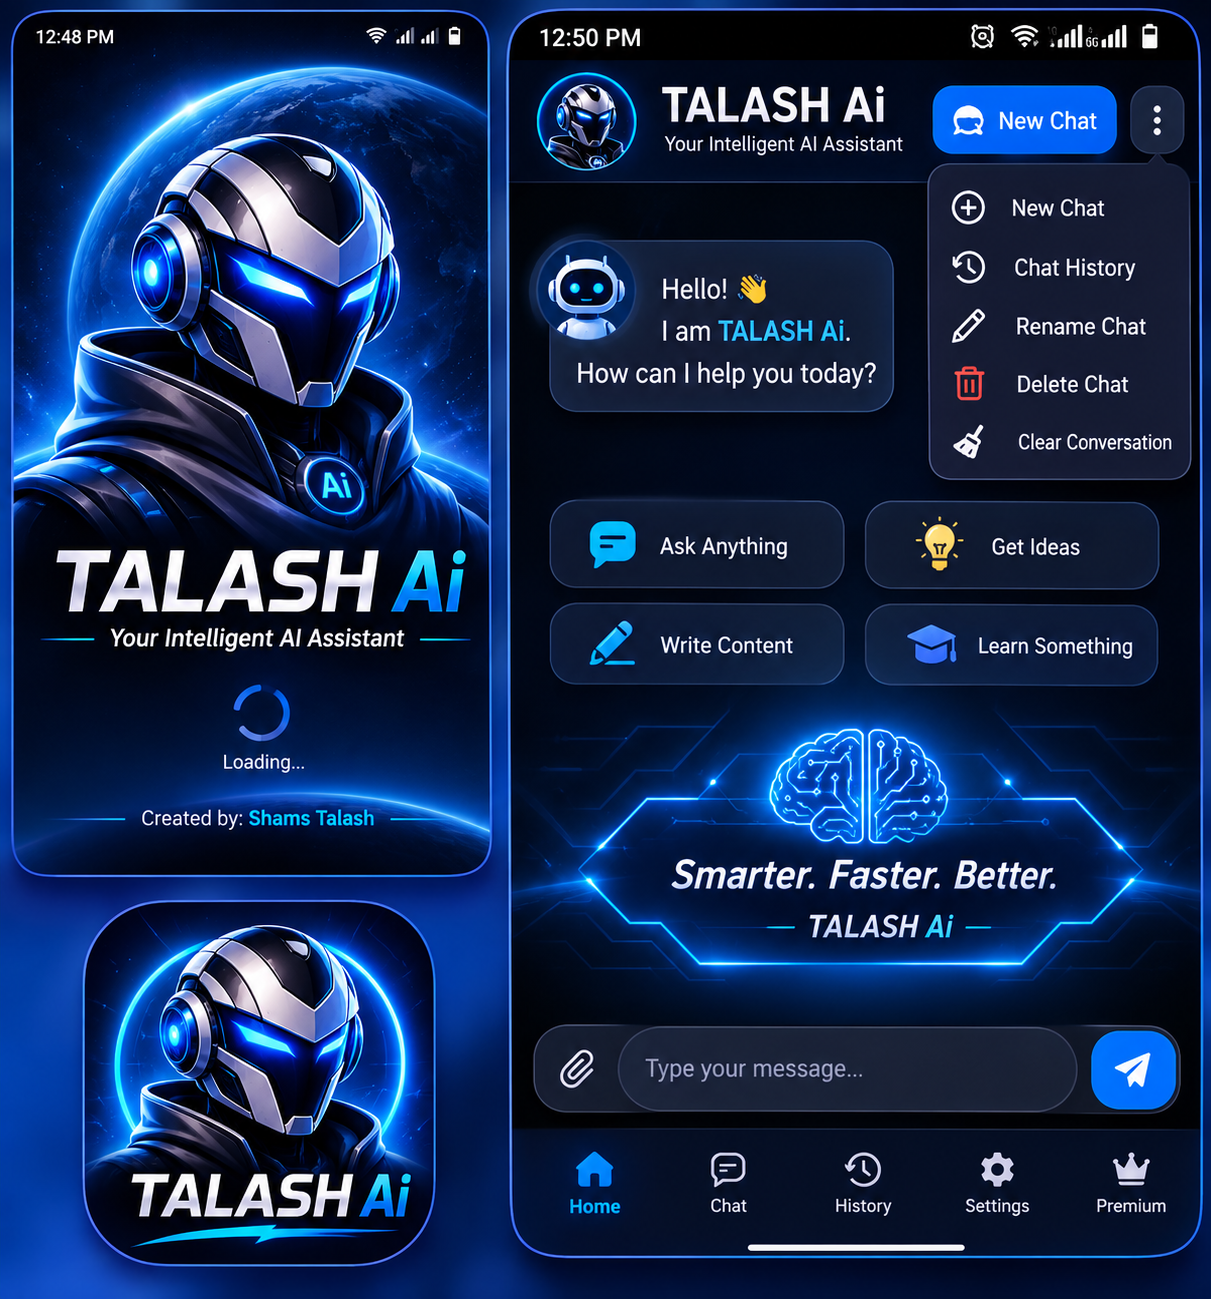 12:48 PM
Ai
TALASH Ai
Your Intelligent AI Assistant
Loading...
Created by: Shams Talash
TALASH Ai
12:50 PM
6G
TALASH Ai
Your Intelligent AI Assistant
New Chat
New Chat
Chat History
Rename Chat
Delete Chat
Clear Conversation
Hello! 👋
I am TALASH Ai.
How can I help you today?
Ask Anything
Get Ideas
Write Content
Learn Something
Smarter. Faster. Better.
TALASH Ai
Type your message...
Home
Chat
History
Settings
Premium